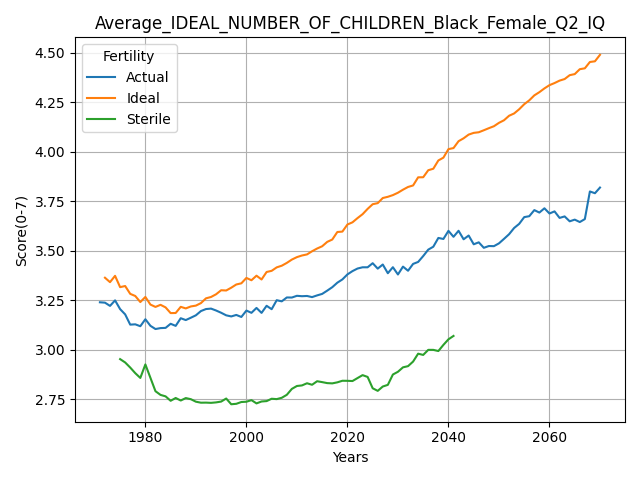 Average_IDEAL_NUMBER_OF_CHILDREN_Black_Female_Q2_IQ
Fertility
Actual
Ideal
Sterile
Score(0-7)
4.50
4.25
4.00
3.75
3.50
3.25
3.00
2.75
1980
2000
2020
2040
2060
Years